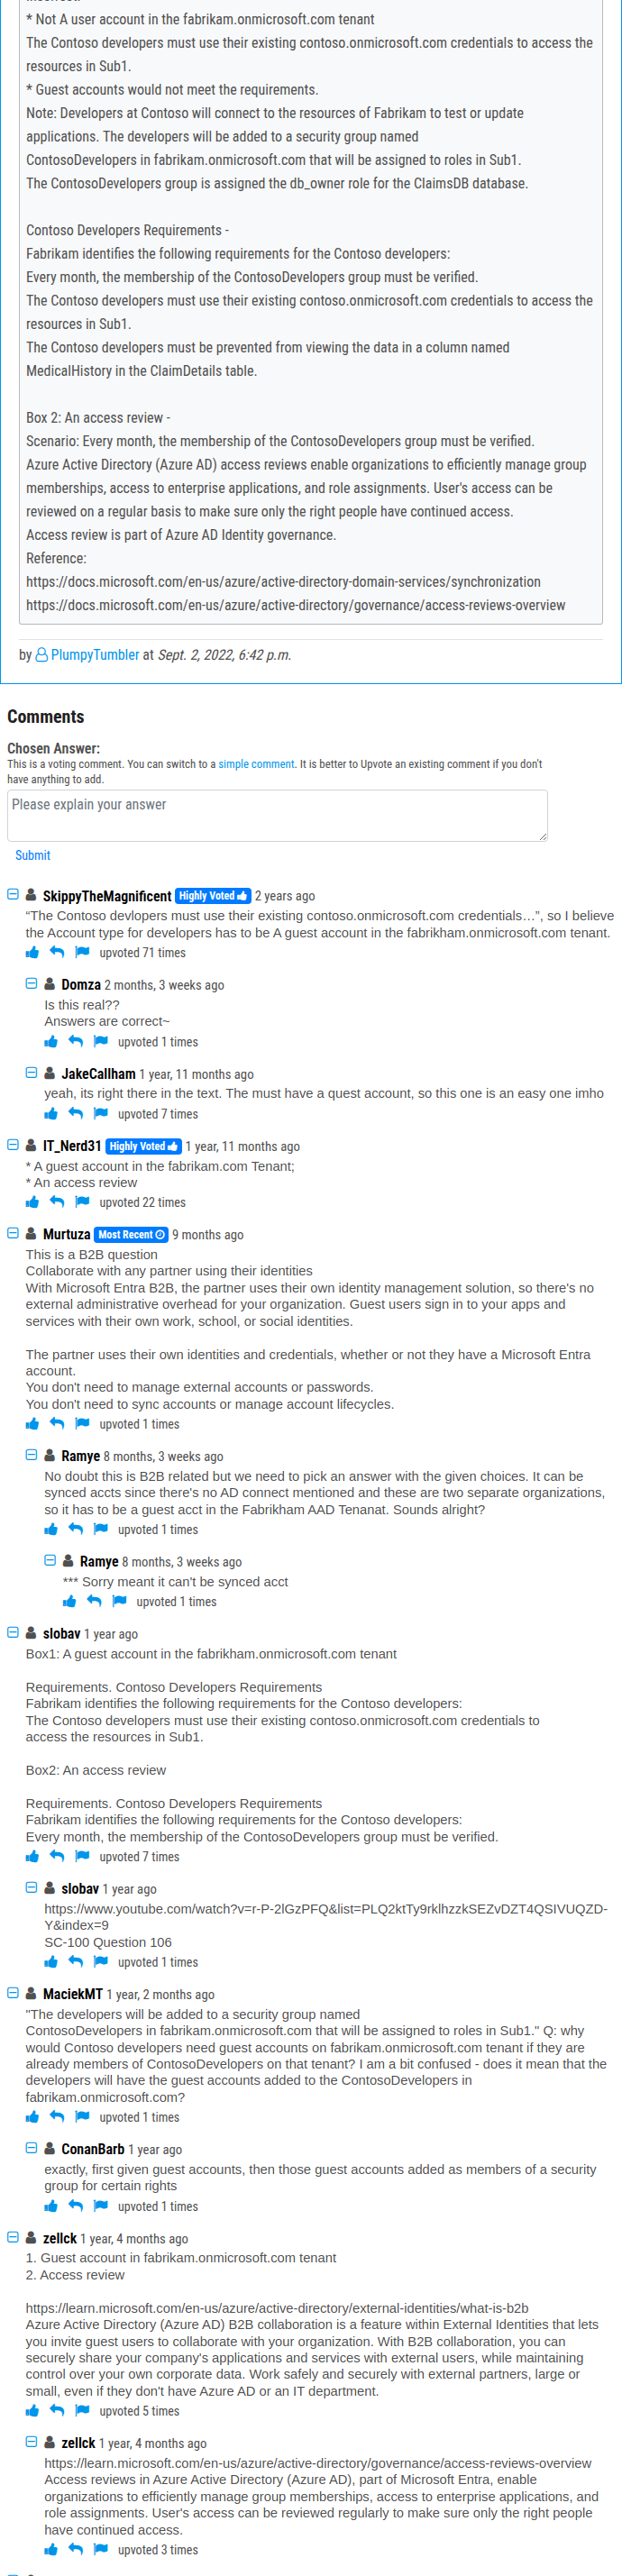 * Not A user account in the fabrikam.onmicrosoft.com tenant
The Contoso developers must use their existing contoso.onmicrosoft.com credentials to access the
resources in Sub1.
* Guest accounts would not meet the requirements.
Note: Developers at Contoso will connect to the resources of Fabrikam to test or update
applications. The developers will be added to a security group named
ContosoDevelopers in fabrikam.onmicrosoft.com that will be assigned to roles in Sub1.
The ContosoDevelopers group is assigned the db_owner role for the ClaimsDB database.
Contoso Developers Requirements -
Fabrikam identifies the following requirements for the Contoso developers:
Every month, the membership of the ContosoDevelopers group must be verified.
The Contoso developers must use their existing contoso.onmicrosoft.com credentials to access the
resources in Sub1.
The Contoso developers must be prevented from viewing the data in a column named
MedicalHistory in the ClaimDetails table.
Box 2: An access review -
Scenario: Every month, the membership of the ContosoDevelopers group must be verified.
Azure Active Directory (Azure AD) access reviews enable organizations to efficiently manage group
memberships, access to enterprise applications, and role assignments. User's access can be
reviewed on a regular basis to make sure only the right people have continued access.
Access review is part of Azure AD Identity governance.
Reference:
https://docs.microsoft.com/en-us/azure/active-directory-domain-services/synchronization
https://docs.microsoft.com/en-us/azure/active-directory/governance/access-reviews-overview
by PlumpyTumbler at Sept. 2, 2022, 6:42 p.m.
Comments
Chosen Answer:
This is a voting comment. You can switch to a simple comment. It is better to Upvote an existing comment if you don't
have anything to add.
Please explain your answer
Submit
SkippyTheMagnificent Highly Voted 2 years ago
“The Contoso devlopers must use their existing contoso.onmicrosoft.com credentials…”, so I believe
the Account type for developers has to be A guest account in the fabrikham.onmicrosoft.com tenant.
upvoted 71 times
Domza 2 months, 3 weeks ago
Is this real??
Answers are correct~
upvoted 1 times
JakeCallham 1 year, 11 months ago
yeah, its right there in the text. The must have a quest account, so this one is an easy one imho
upvoted 7 times
IT_Nerd31 Highly Voted 1 year, 11 months ago
* A guest account in the fabrikam.com Tenant;
* An access review
upvoted 22 times
Murtuza Most Recent 9 months ago
This is a B2B question
Collaborate with any partner using their identities
With Microsoft Entra B2B, the partner uses their own identity management solution, so there's no
external administrative overhead for your organization. Guest users sign in to your apps and
services with their own work, school, or social identities.
The partner uses their own identities and credentials, whether or not they have a Microsoft Entra
account.
You don't need to manage external accounts or passwords.
You don't need to sync accounts or manage account lifecycles.
upvoted 1 times
Ramye 8 months, 3 weeks ago
No doubt this is B2B related but we need to pick an answer with the given choices. It can be
synced accts since there's no AD connect mentioned and these are two separate organizations,
so it has to be a guest acct in the Fabrikham AAD Tenanat. Sounds alright?
upvoted 1 times
Ramye 8 months, 3 weeks ago
*** Sorry meant it can't be synced acct
upvoted 1 times
slobav 1 year ago
Box1: A guest account in the fabrikham.onmicrosoft.com tenant
Requirements. Contoso Developers Requirements
Fabrikam identifies the following requirements for the Contoso developers:
The Contoso developers must use their existing contoso.onmicrosoft.com credentials to
access the resources in Sub1.
Box2: An access review
Requirements. Contoso Developers Requirements
Fabrikam identifies the following requirements for the Contoso developers:
Every month, the membership of the ContosoDevelopers group must be verified.
upvoted 7 times
slobav 1 year ago
https://www.youtube.com/watch?v=r-P-2lGzPFQ&list=PLQ2ktTy9rklhzzkSEZvDZT4QSIVUQZD-
Y&index=9
SC-100 Question 106
upvoted 1 times
MaciekMT 1 year, 2 months ago
"The developers will be added to a security group named
ContosoDevelopers in fabrikam.onmicrosoft.com that will be assigned to roles in Sub1." Q: why
would Contoso developers need guest accounts on fabrikam.onmicrosoft.com tenant if they are
already members of ContosoDevelopers on that tenant? I am a bit confused - does it mean that the
developers will have the guest accounts added to the ContosoDevelopers in
fabrikam.onmicrosoft.com?
upvoted 1 times
ConanBarb 1 year ago
exactly, first given guest accounts, then those guest accounts added as members of a security
group for certain rights
upvoted 1 times
zellck 1 year, 4 months ago
1. Guest account in fabrikam.onmicrosoft.com tenant
2. Access review
https://learn.microsoft.com/en-us/azure/active-directory/external-identities/what-is-b2b
Azure Active Directory (Azure AD) B2B collaboration is a feature within External Identities that lets
you invite guest users to collaborate with your organization. With B2B collaboration, you can
securely share your company's applications and services with external users, while maintaining
control over your own corporate data. Work safely and securely with external partners, large or
small, even if they don't have Azure AD or an IT department.
upvoted 5 times
zellck 1 year, 4 months ago
https://learn.microsoft.com/en-us/azure/active-directory/governance/access-reviews-overview
Access reviews in Azure Active Directory (Azure AD), part of Microsoft Entra, enable
organizations to efficiently manage group memberships, access to enterprise applications, and
role assignments. User's access can be reviewed regularly to make sure only the right people
have continued access.
upvoted 3 times